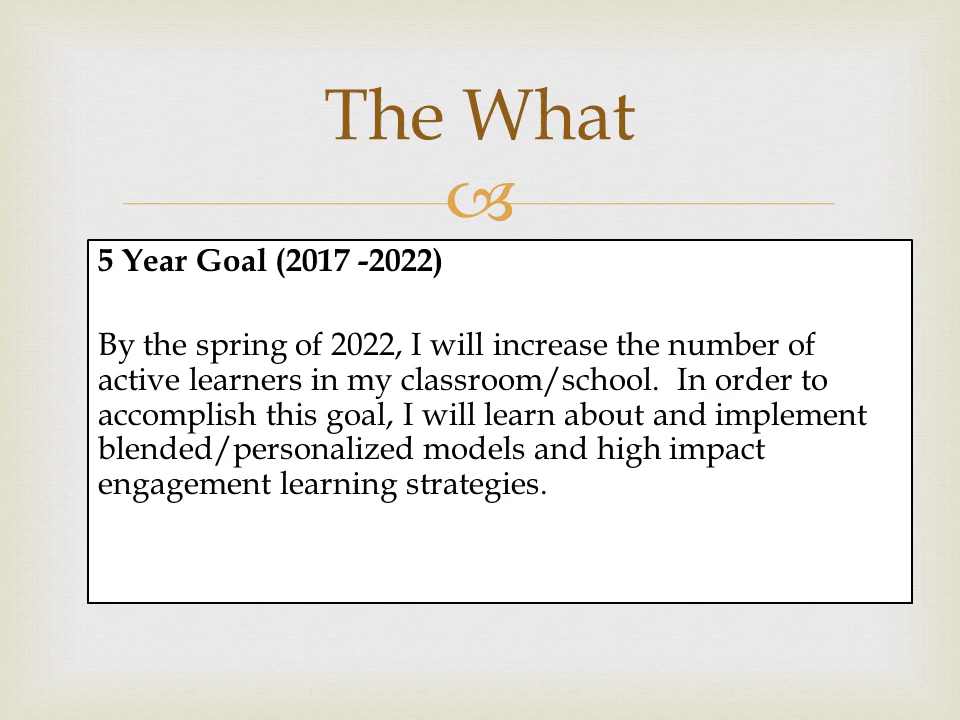 The What
5 Year Goal (2017 -2022)
By the spring of 2022, I will increase the number of
active learners in my classroom/school.  In order to
accomplish this goal, I will learn about and implement
blended/personalized models and high impact
engagement learning strategies.